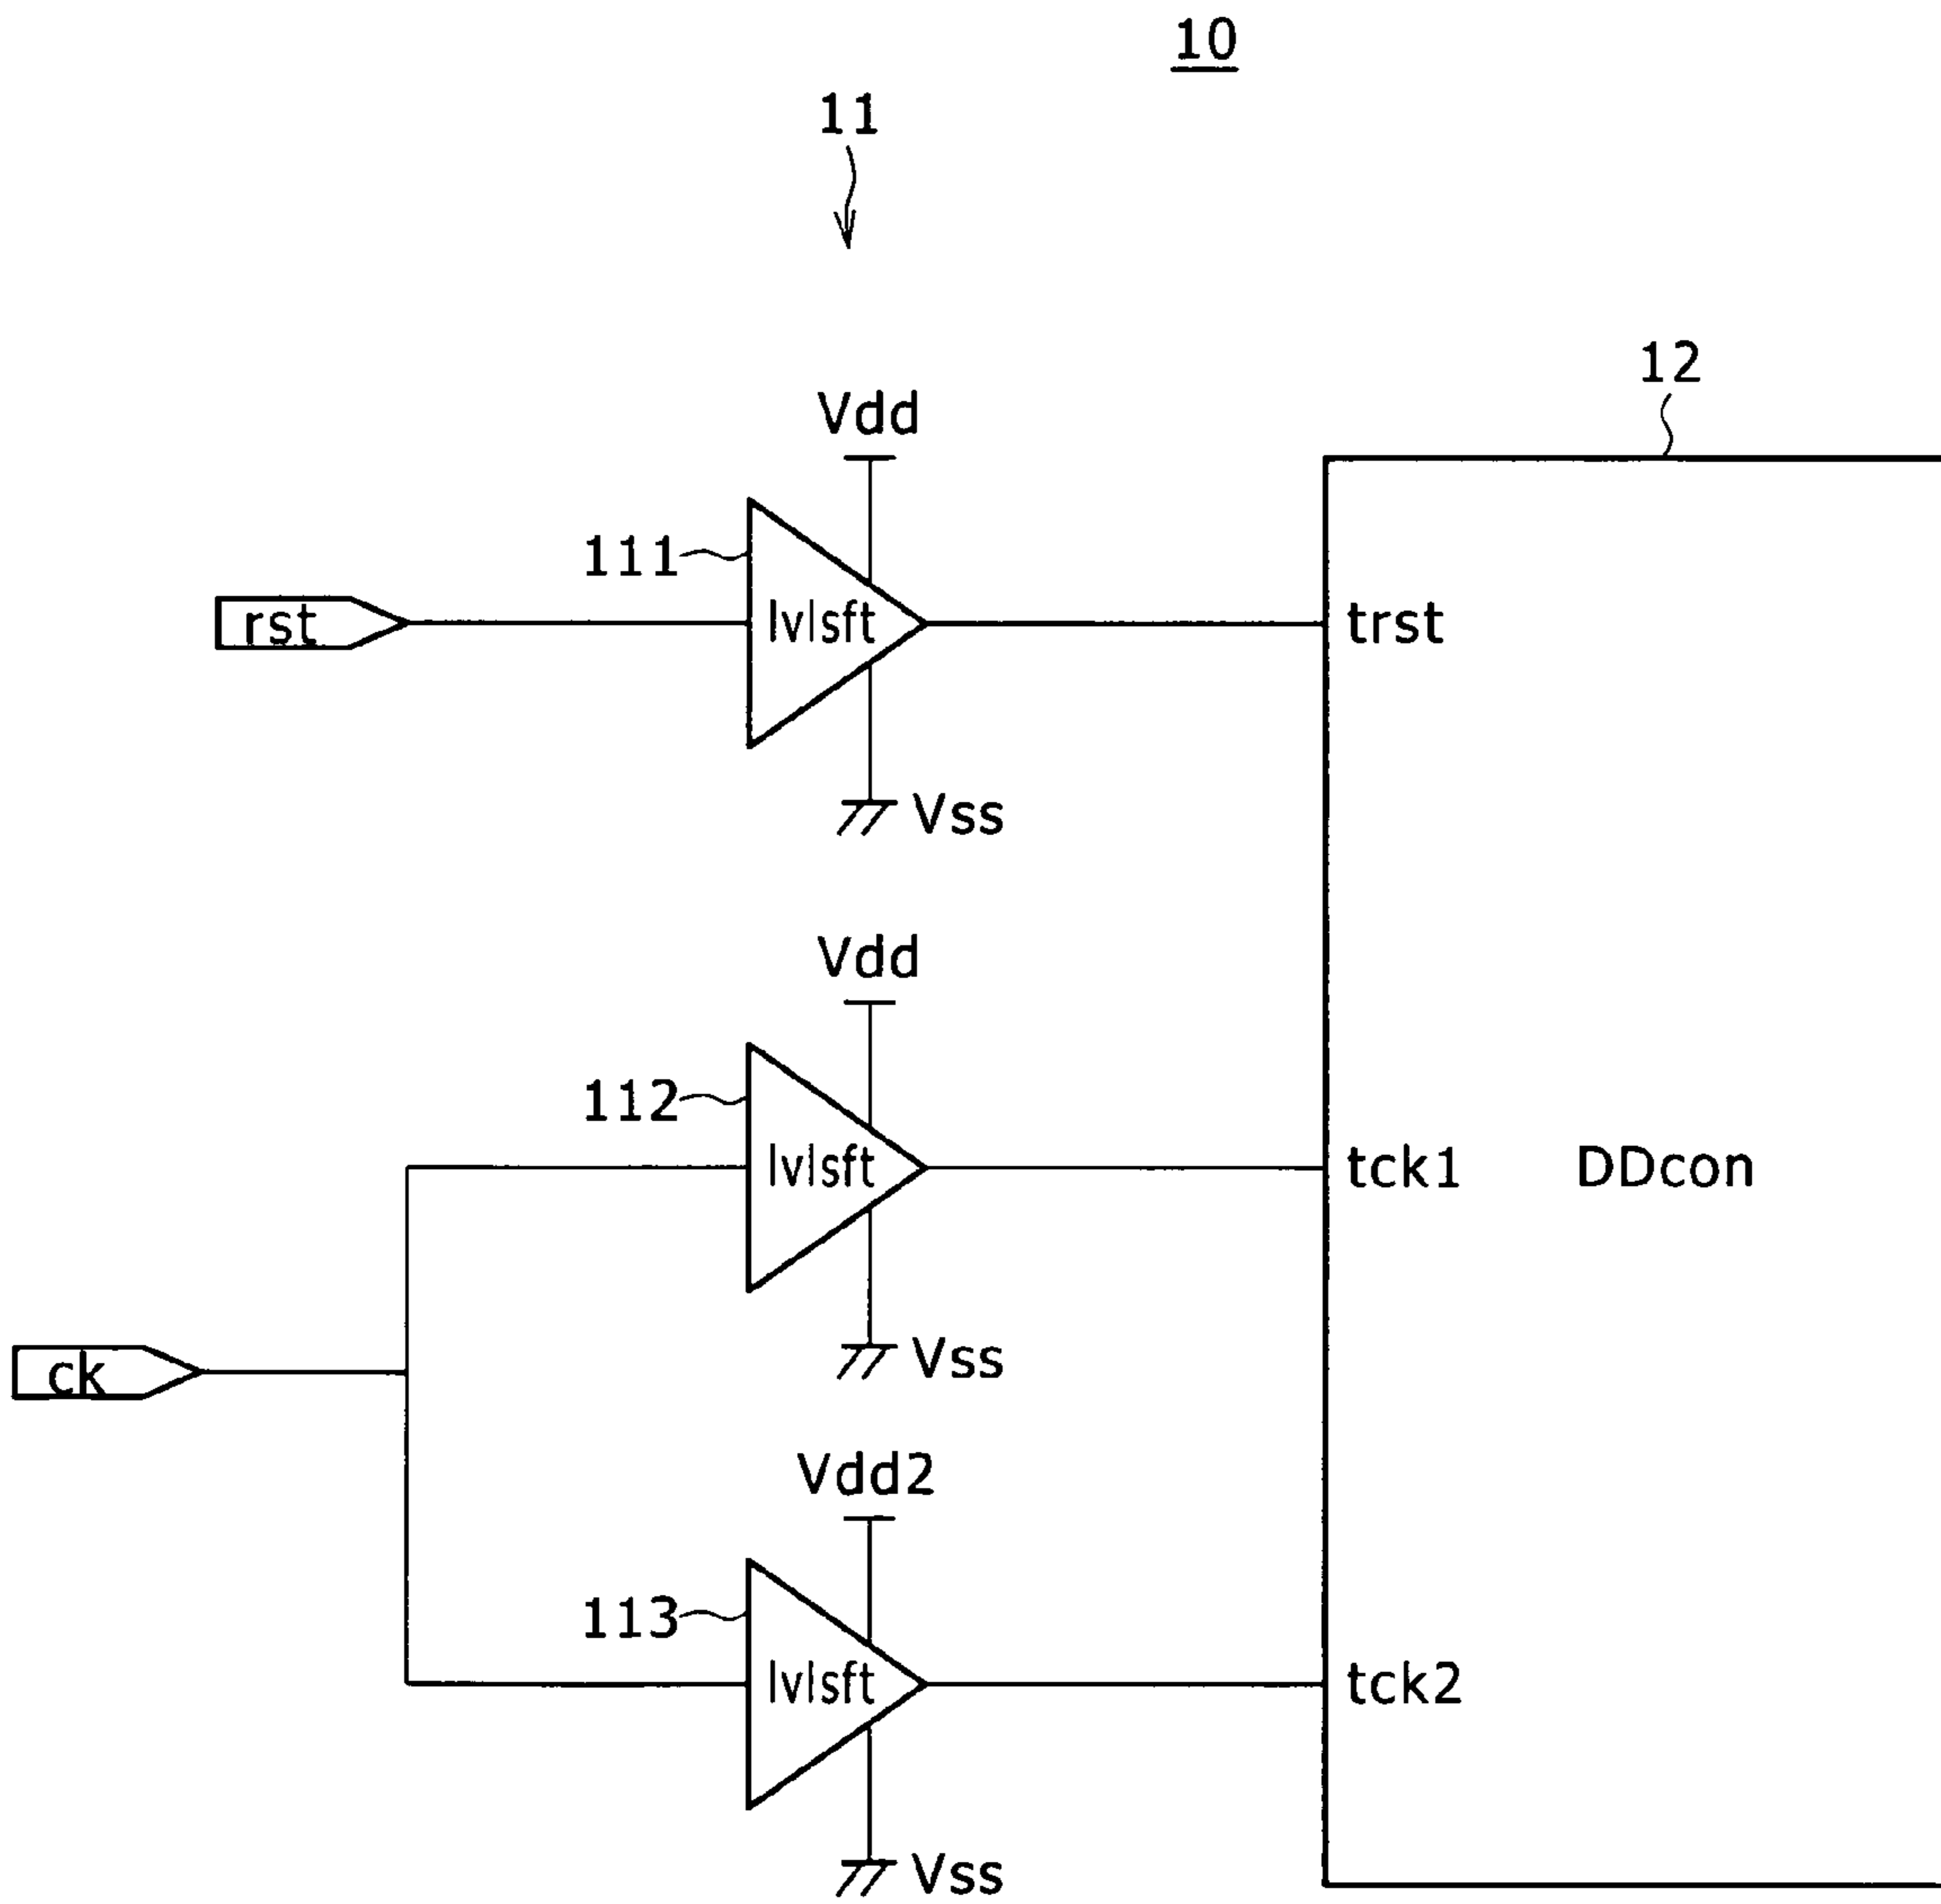 10
11
12
Vdd
111
rst
lvlsft
trst
Vss
Vdd
112
lvlsft
tck1
DDcon
Vss
ck
Vdd2
113
lvlsft
tck2
Vss